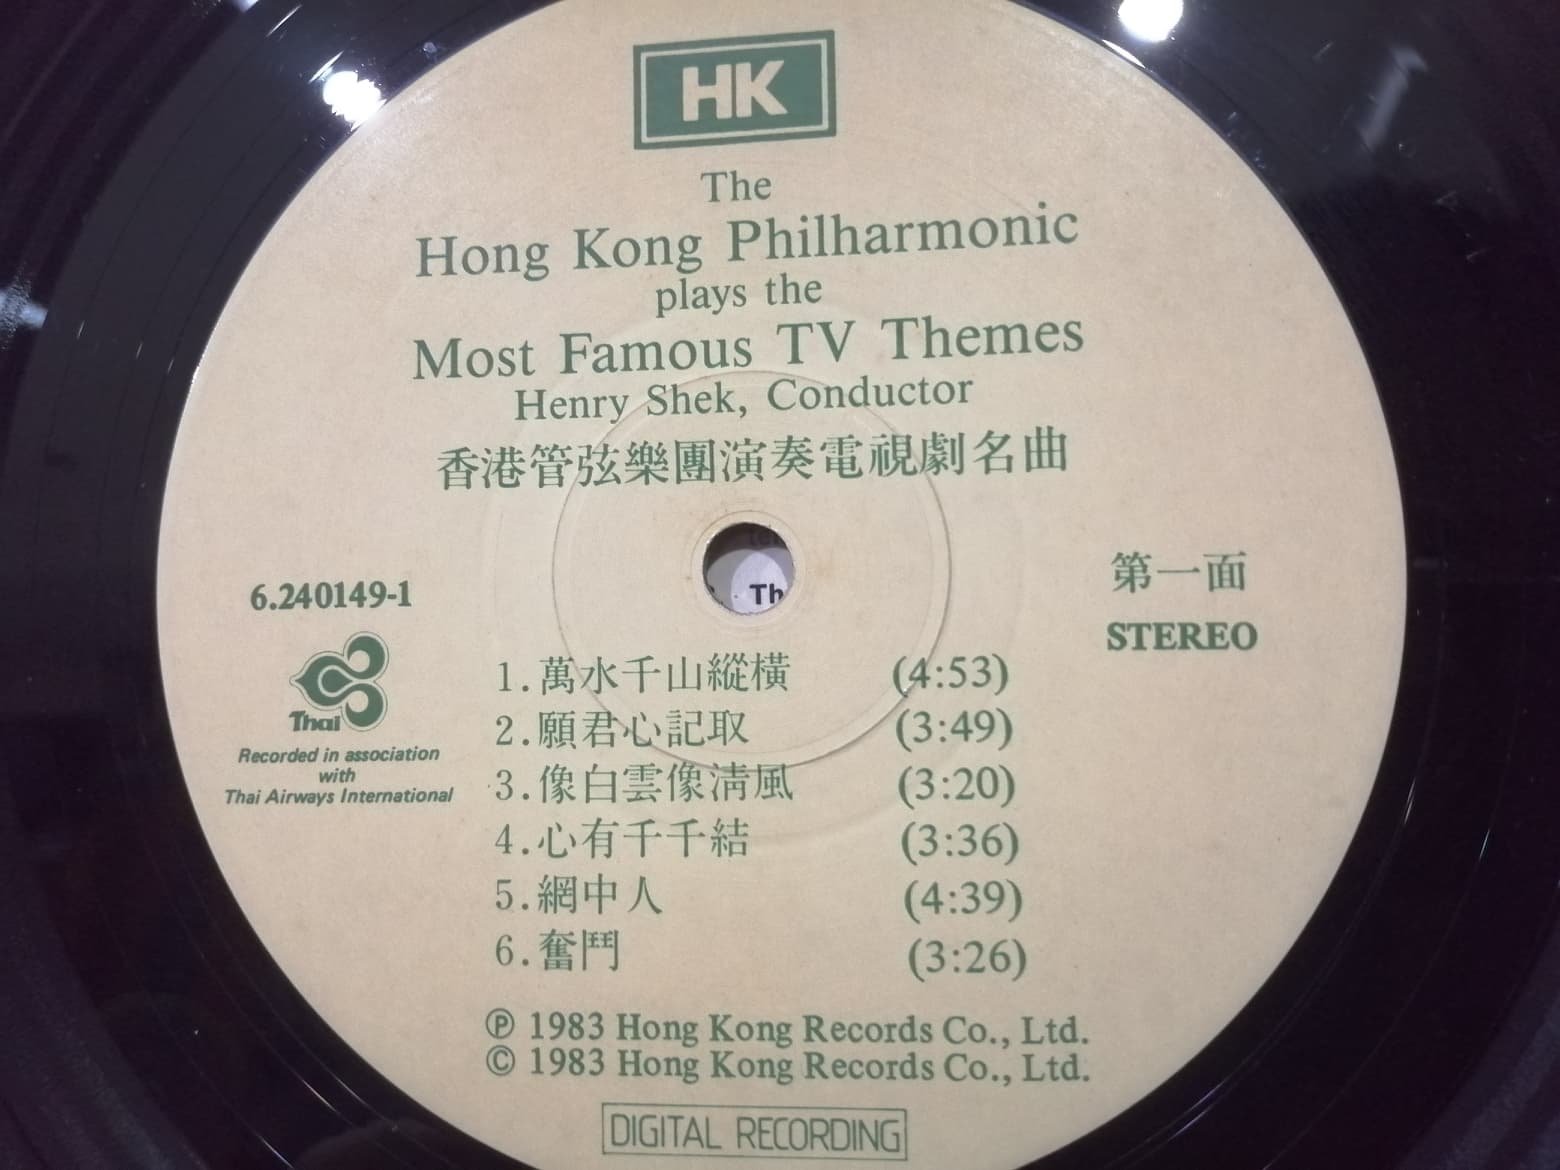 HK
The
Hong Kong Philharmonic
plays the
Most Famous TV Themes
Henry Shek, Conductor
香港管弦樂團演奏電視劇名曲
6.240149-1
第一面
STEREO
Thai
Recorded in association
with
Thai Airways International
1.萬水千山縱橫 (4:53)
2.願君心記取 (3:49)
3.像白雲像清風 (3:20)
4.心有千千結 (3:36)
5.網中人 (4:39)
6.奮鬥 (3:26)
℗ 1983 Hong Kong Records Co., Ltd.
© 1983 Hong Kong Records Co., Ltd.
DIGITAL RECORDING
Th